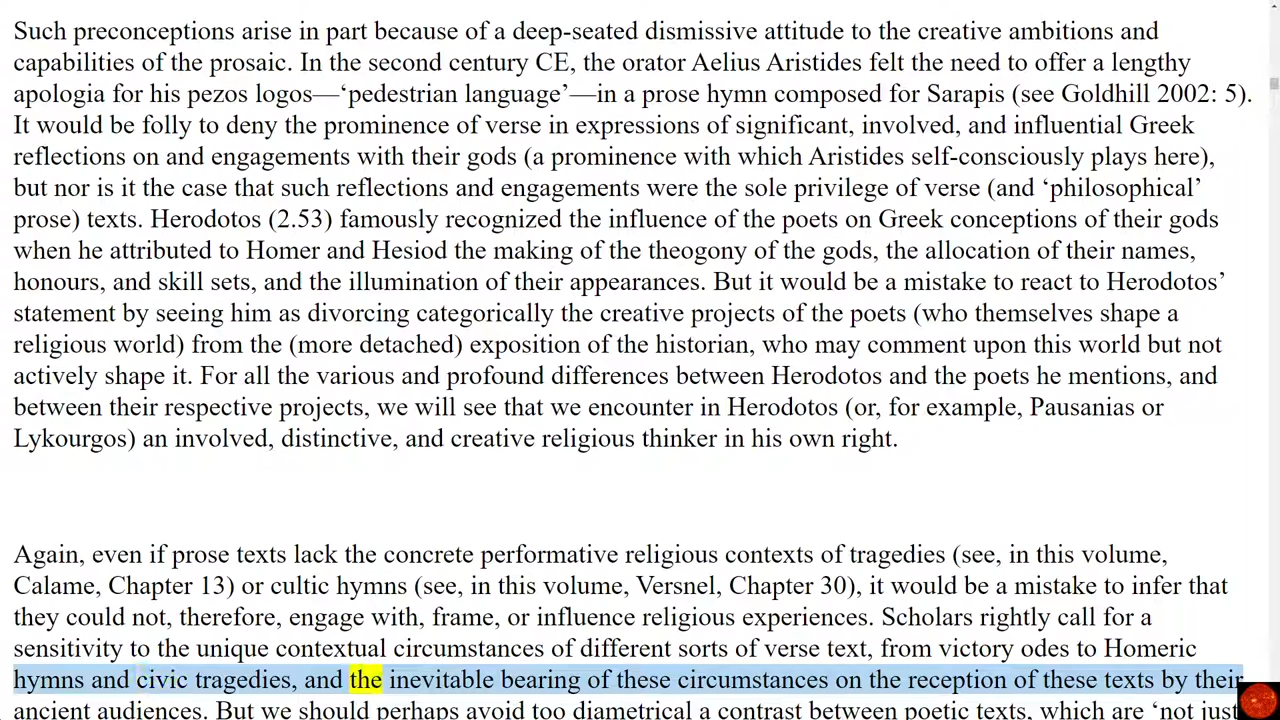 Such preconceptions arise in part because of a deep-seated dismissive attitude to the creative ambitions and
capabilities of the prosaic. In the second century CE, the orator Aelius Aristides felt the need to offer a lengthy
apologia for his pezos logos—‘pedestrian language’—in a prose hymn composed for Sarapis (see Goldhill 2002: 5).
It would be folly to deny the prominence of verse in expressions of significant, involved, and influential Greek
reflections on and engagements with their gods (a prominence with which Aristides self-consciously plays here),
but nor is it the case that such reflections and engagements were the sole privilege of verse (and ‘philosophical’
prose) texts. Herodotos (2.53) famously recognized the influence of the poets on Greek conceptions of their gods
when he attributed to Homer and Hesiod the making of the theogony of the gods, the allocation of their names,
honours, and skill sets, and the illumination of their appearances. But it would be a mistake to react to Herodotos’
statement by seeing him as divorcing categorically the creative projects of the poets (who themselves shape a
religious world) from the (more detached) exposition of the historian, who may comment upon this world but not
actively shape it. For all the various and profound differences between Herodotos and the poets he mentions, and
between their respective projects, we will see that we encounter in Herodotos (or, for example, Pausanias or
Lykourgos) an involved, distinctive, and creative religious thinker in his own right.
Again, even if prose texts lack the concrete performative religious contexts of tragedies (see, in this volume,
Calame, Chapter 13) or cultic hymns (see, in this volume, Versnel, Chapter 30), it would be a mistake to infer that
they could not, therefore, engage with, frame, or influence religious experiences. Scholars rightly call for a
sensitivity to the unique contextual circumstances of different sorts of verse text, from victory odes to Homeric
hymns and civic tragedies, and the inevitable bearing of these circumstances on the reception of these texts by their
ancient audiences. But we should perhaps avoid too diametrical a contrast between poetic texts, which are ‘not just